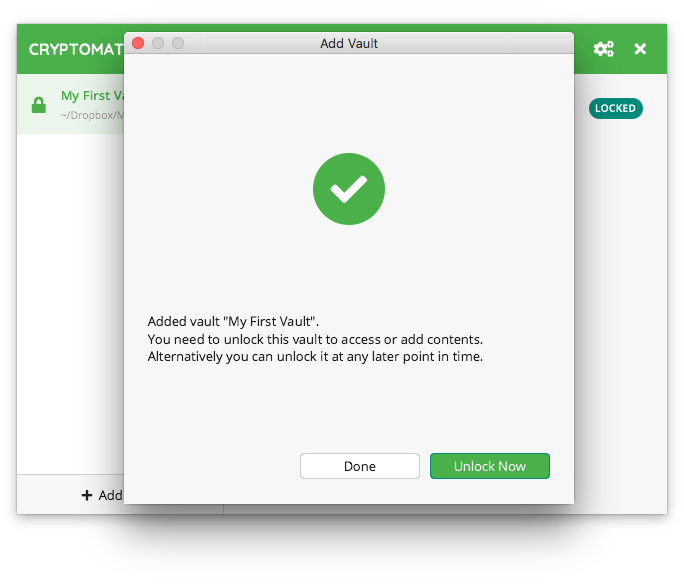 Add Vault
CRYPTOMAT
My First Va
~/Dropbox/M
LOCKED
Added vault "My First Vault".
You need to unlock this vault to access or add contents.
Alternatively you can unlock it at any later point in time.
Done
Unlock Now
Add